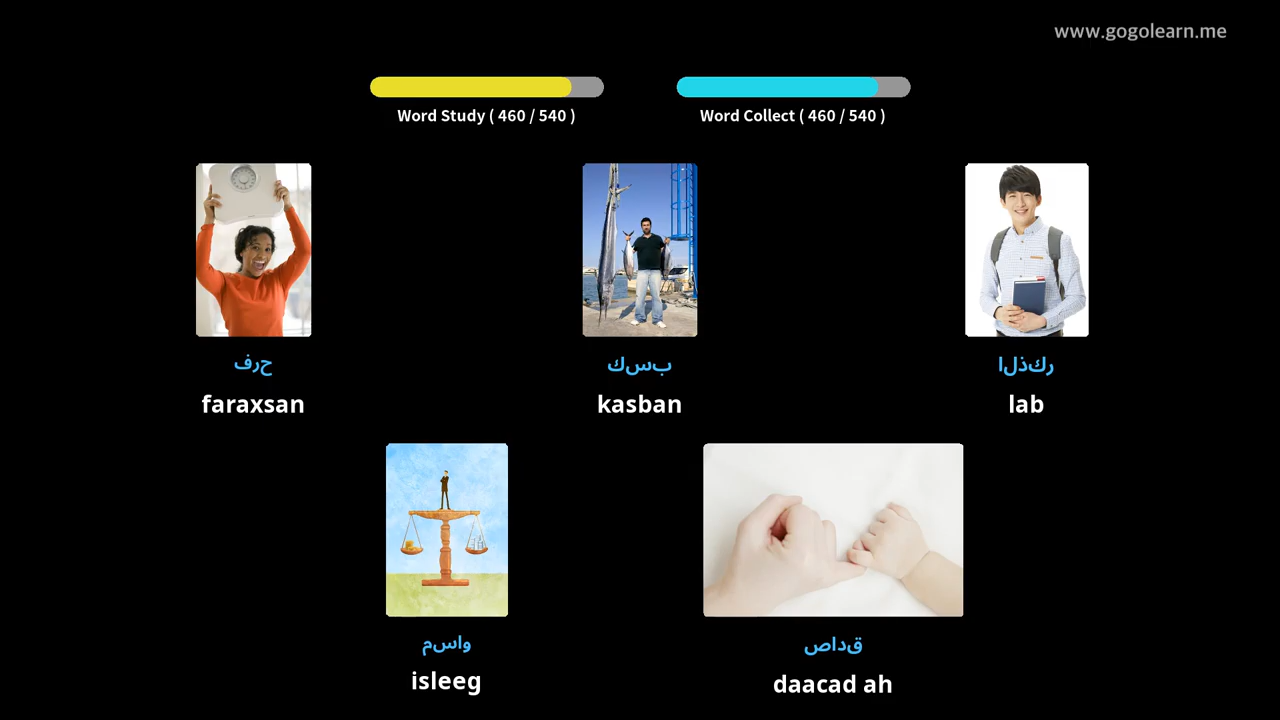 www.gogolearn.me
Word Study ( 460 / 540 )
Word Collect ( 460 / 540 )
حرف
faraxsan
بسك
kasban
ركذلا
lab
واسم
isleeg
قداص
daacad ah